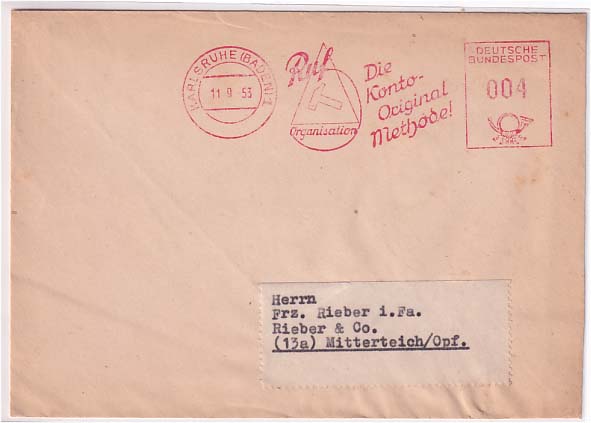 KARLSRUHE (BADEN) 2
11-9 53
Ruf
Organisation
Die
Konto-
Original
Methode!
DEUTSCHE
BUNDESPOST
004
Herrn
Frz. Rieber i.Fa.
Rieber & Co.
(13a) Mitterteich/Opf.